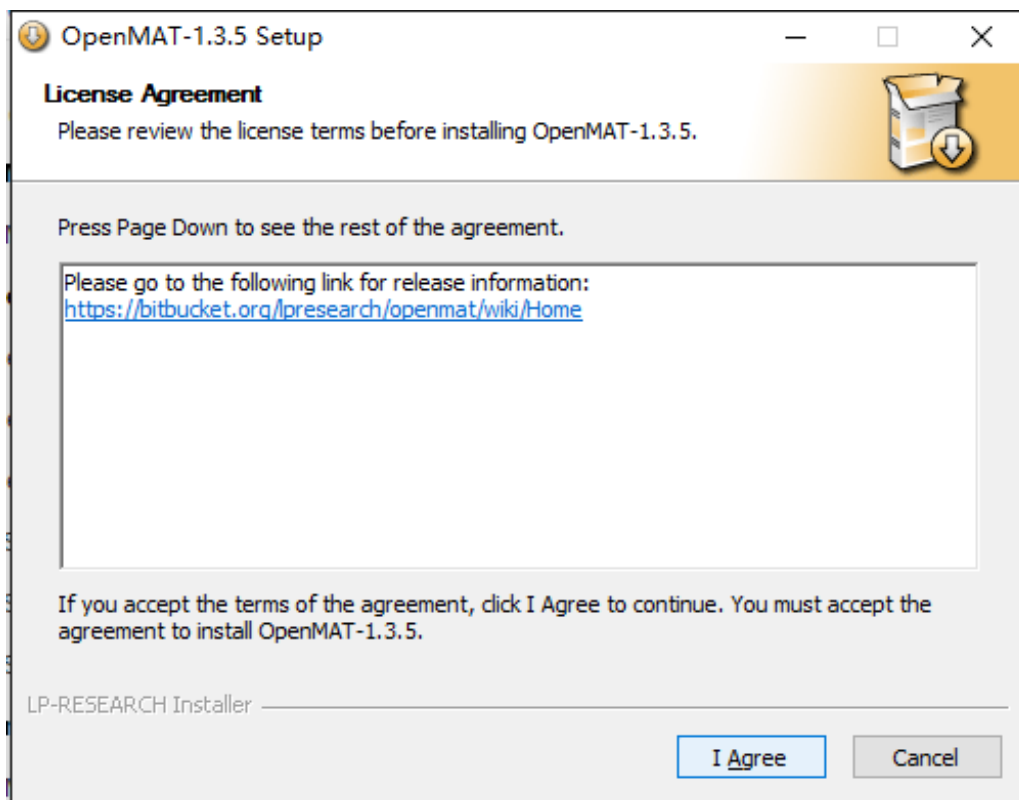 OpenMAT-1.3.5 Setup
License Agreement
Please review the license terms before installing OpenMAT-1.3.5.
Press Page Down to see the rest of the agreement.
Please go to the following link for release information:
https://bitbucket.org/lpresearch/openmat/wiki/Home
If you accept the terms of the agreement, click I Agree to continue. You must accept the
agreement to install OpenMAT-1.3.5.
LP-RESEARCH Installer
I Agree
Cancel